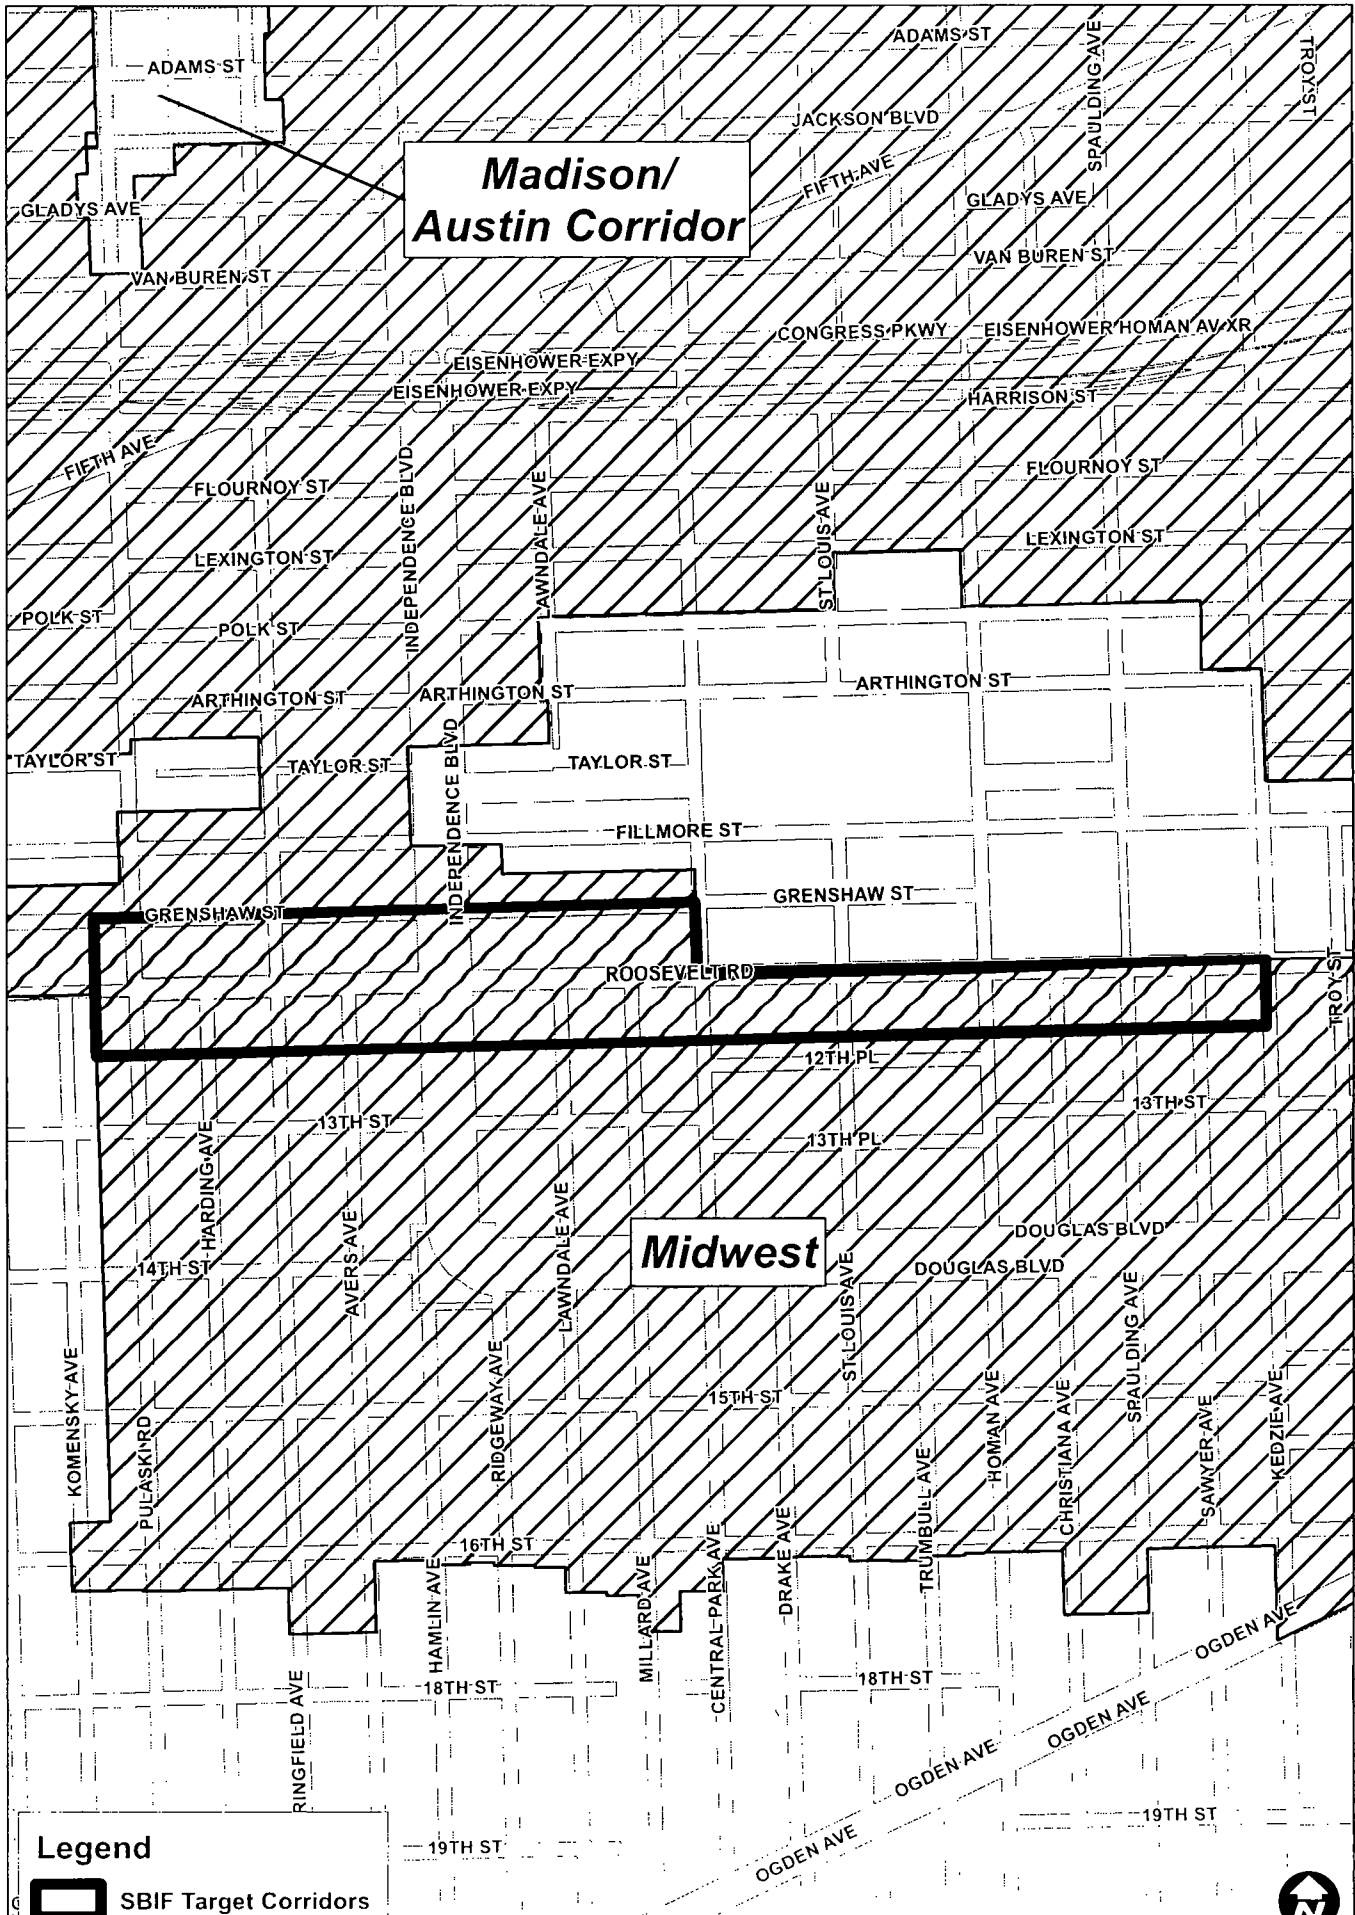 ADAMS ST
SPAULDING AVE
TROY ST
ADAMS ST
JACKSON BLVD
Madison/
Austin Corridor
FIFTH AVE
GLADYS AVE
GLADYS AVE
VAN BUREN ST
VAN BUREN ST
CONGRESS PKWY
EISENHOWER HOMAN AV XR
EISENHOWER EXPY
EISENHOWER EXPY
HARRISON ST
FIFTH AVE
FLOURNOY ST
FLOURNOY ST
INDEPENDENCE BLVD
LAWNDALE AVE
ST LOUIS AVE
LEXINGTON ST
LEXINGTON ST
POLK ST
POLK ST
ARTHINGTON ST
ARTHINGTON ST
ARTHINGTON ST
TAYLOR ST
TAYLOR ST
TAYLOR ST
INDEPENDENCE BLVD
FILLMORE ST
GRENSHAW ST
GRENSHAW ST
ROOSEVELT RD
TROY ST
12TH PL
13TH ST
13TH ST
13TH PL
HARDING AVE
AVERS AVE
LAWNDALE AVE
Midwest
DOUGLAS BLVD
DOUGLAS BLVD
14TH ST
ST LOUIS AVE
SPAULDING AVE
KOMENSKY AVE
PULASKI RD
RIDGEWAY AVE
15TH ST
HOMAN AVE
CHRISTIANA AVE
SAWYER AVE
KEDZIE AVE
16TH ST
HAMLIN AVE
MILLARD AVE
CENTRAL PARK AVE
DRAKE AVE
TRUMBULL AVE
OGDEN AVE
18TH ST
18TH ST
RINGFIELD AVE
OGDEN AVE
OGDEN AVE
19TH ST
19TH ST
OGDEN AVE
Legend
SBIF Target Corridors
N